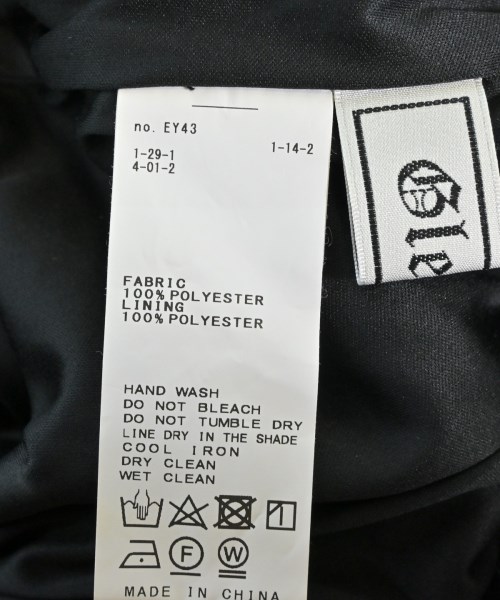 no. EY43
1-29-1 1-14-2
4-01-2
FABRIC
100% POLYESTER
LINING
100% POLYESTER
HAND WASH
DO NOT BLEACH
DO NOT TUMBLE DRY
LINE DRY IN THE SHADE
COOL IRON
DRY CLEAN
WET CLEAN
F W
MADE IN CHINA
Gla